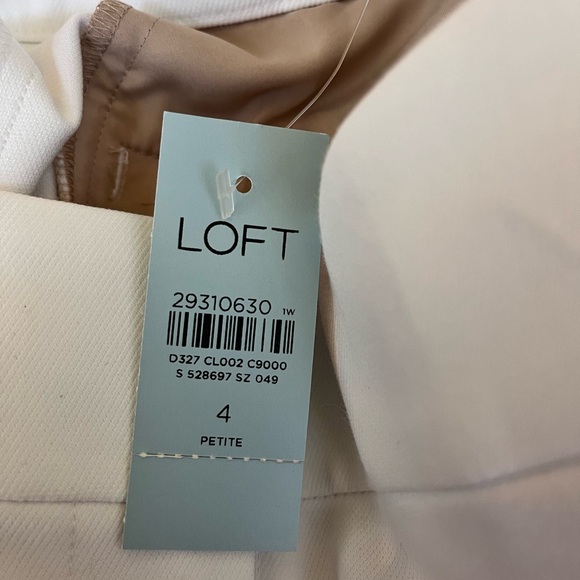 LOFT
29310630 1W
D327 CL002 C9000
S 528697 SZ 049
4
PETITE